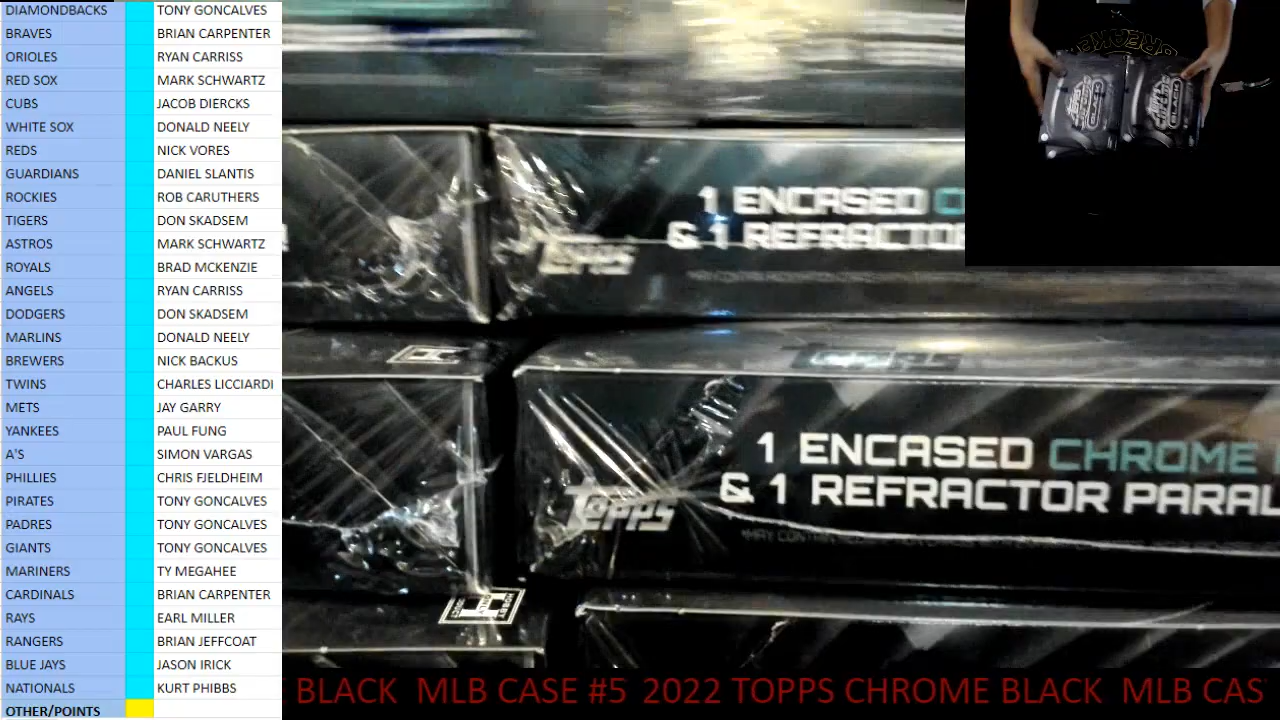 DIAMONDBACKS TONY GONCALVES
BRAVES BRIAN CARPENTER
ORIOLES RYAN CARRISS
RED SOX MARK SCHWARTZ
CUBS JACOB DIERCKS
WHITE SOX DONALD NEELY
REDS NICK VORES
GUARDIANS DANIEL SLANTIS
ROCKIES ROB CARUTHERS
TIGERS DON SKADSEM
ASTROS MARK SCHWARTZ
ROYALS BRAD MCKENZIE
ANGELS RYAN CARRISS
DODGERS DON SKADSEM
MARLINS DONALD NEELY
BREWERS NICK BACKUS
TWINS CHARLES LICCIARDI
METS JAY GARRY
YANKEES PAUL FUNG
A'S SIMON VARGAS
PHILLIES CHRIS FJELDHEIM
PIRATES TONY GONCALVES
PADRES TONY GONCALVES
GIANTS TONY GONCALVES
MARINERS TY MEGAHEE
CARDINALS BRIAN CARPENTER
RAYS EARL MILLER
RANGERS BRIAN JEFFCOAT
BLUE JAYS JASON IRICK
NATIONALS KURT PHIBBS
OTHER/POINTS
1 ENCASED C
& 1 REFRACTOR
TOPPS
1 ENCASED CHROME
& 1 REFRACTOR PARAL
TOPPS
HOBBY
BREAKER
BLACK
BLACK
BLACK MLB CASE #5 2022 TOPPS CHROME BLACK MLB CAS